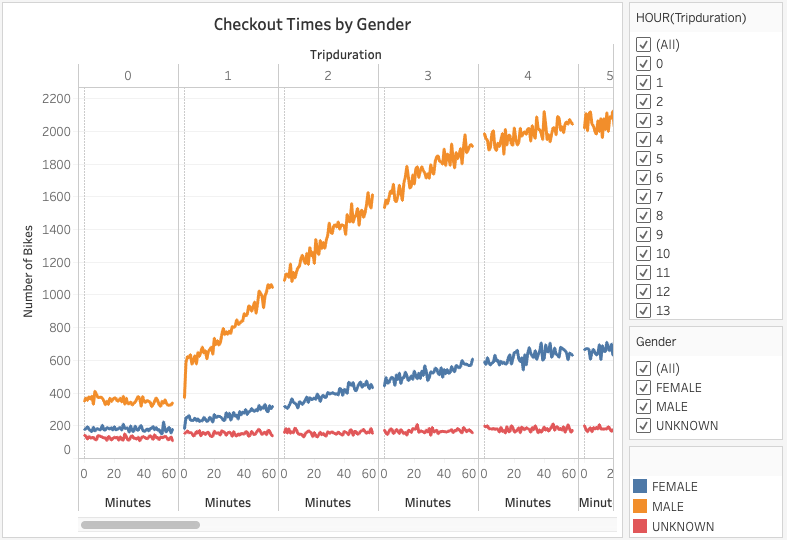 Checkout Times by Gender
Tripduration
0 1 2 3 4 5
2200
2000
1800
1600
1400
1200
1000
800
600
400
200
0
Number of Bikes
0 20 40 60 0 20 40 60 0 20 40 60 0 20 40 60 0 20 40 60 0 2
Minutes Minutes Minutes Minutes Minutes Minut
HOUR(Tripduration)
(All)
0
1
2
3
4
5
6
7
8
9
10
11
12
13
Gender
(All)
FEMALE
MALE
UNKNOWN
FEMALE
MALE
UNKNOWN